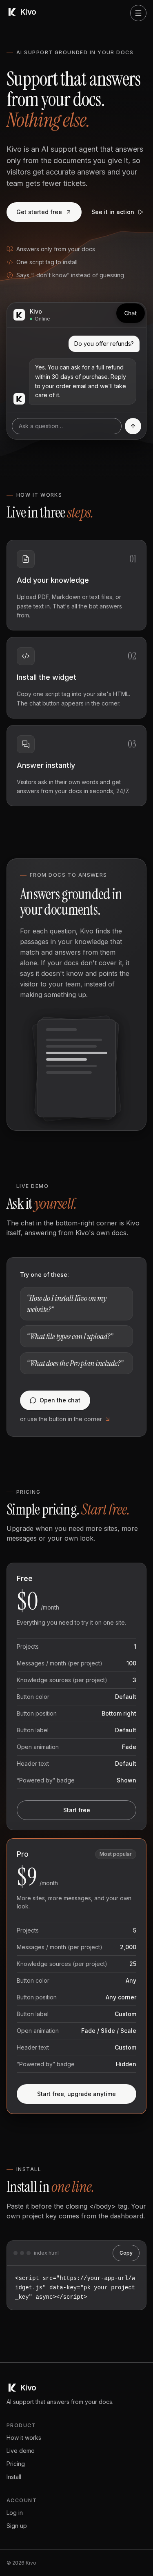 Kivo
AI SUPPORT GROUNDED IN YOUR DOCS
Support that answers
from your docs.
Nothing else.
Kivo is an AI support agent that answers
only from the documents you give it, so
visitors get accurate answers and your
team gets fewer tickets.
Get started free
See it in action
Answers only from your docs
One script tag to install
Says "I don't know" instead of guessing
Kivo
Online
Chat
Do you offer refunds?
Yes. You can ask for a full refund
within 30 days of purchase. Reply
to your order email and we'll take
care of it.
Ask a question...
HOW IT WORKS
Live in three steps.
01
Add your knowledge
Upload PDF, Markdown or text files, or
paste text in. That's all the bot answers
from.
02
Install the widget
Copy one script tag into your site's HTML.
The chat button appears in the corner.
03
Answer instantly
Visitors ask in their own words and get
answers from your docs in seconds, 24/7.
FROM DOCS TO ANSWERS
Answers grounded in
your documents.
For each question, Kivo finds the
passages in your knowledge that
match and answers from them
alone. If your docs don't cover it, it
says it doesn't know and points the
visitor to your team, instead of
making something up.
LIVE DEMO
Ask it yourself.
The chat in the bottom-right corner is Kivo
itself, answering from Kivo's own docs.
Try one of these:
"How do I install Kivo on my
website?"
"What file types can I upload?"
"What does the Pro plan include?"
Open the chat
or use the button in the corner
PRICING
Simple pricing. Start free.
Upgrade when you need more sites, more
messages or your own look.
Free
$0 /month
Everything you need to try it on one site.
Projects 1
Messages / month (per project) 100
Knowledge sources (per project) 3
Button color Default
Button position Bottom right
Button label Default
Open animation Fade
Header text Default
"Powered by" badge Shown
Start free
Pro Most popular
$9 /month
More sites, more messages, and your own
look.
Projects 5
Messages / month (per project) 2,000
Knowledge sources (per project) 25
Button color Any
Button position Any corner
Button label Custom
Open animation Fade / Slide / Scale
Header text Custom
"Powered by" badge Hidden
Start free, upgrade anytime
INSTALL
Install in one line.
Paste it before the closing </body> tag. Your
own project key comes from the dashboard.
index.html
Copy
<script src="https://your-app-url/w
idget.js" data-key="pk_your_project
_key" async></script>
Kivo
AI support that answers from your docs.
PRODUCT
How it works
Live demo
Pricing
Install
ACCOUNT
Log in
Sign up
© 2026 Kivo